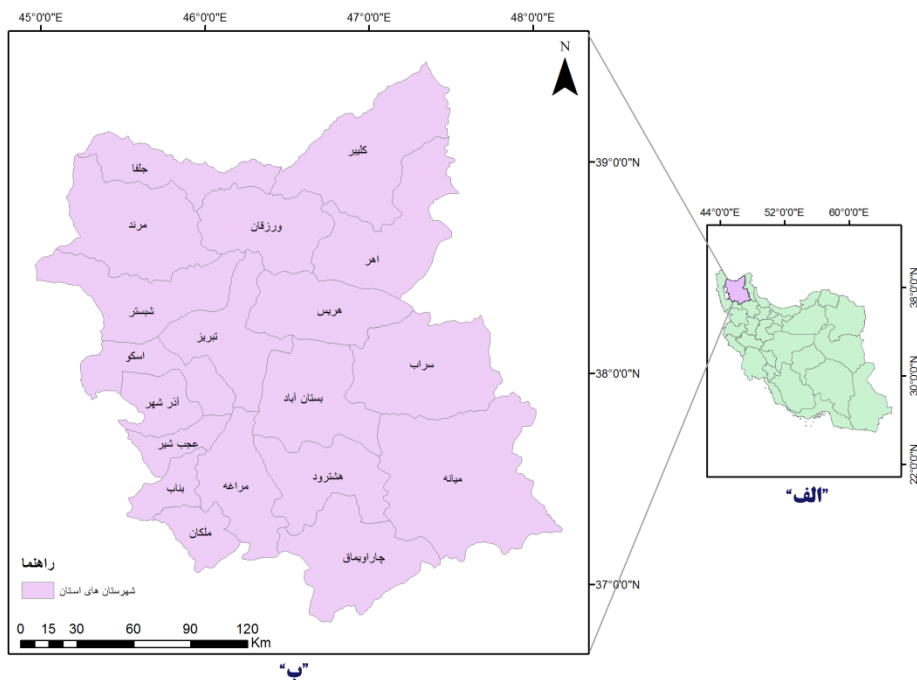 45°0'0"E 46°0'0"E 47°0'0"E 48°0'0"E
N
39°0'0"N
38°0'0"N
37°0'0"N
کلیبر
جلفا
مرند
ورزقان
اهر
شبستر
هریس
تبریز
اسکو
سراب
بستان آباد
آذر شهر
عجب شیر
هشترود
میانه
مراغه
بناب
ملکان
چاراویماق
راهنما
شهرستان های استان
0 15 30 60 90 120
Km
"ب"
44°0'0"E 52°0'0"E 60°0'0"E
38°0'0"N
30°0'0"N
22°0'0"N
"الف"